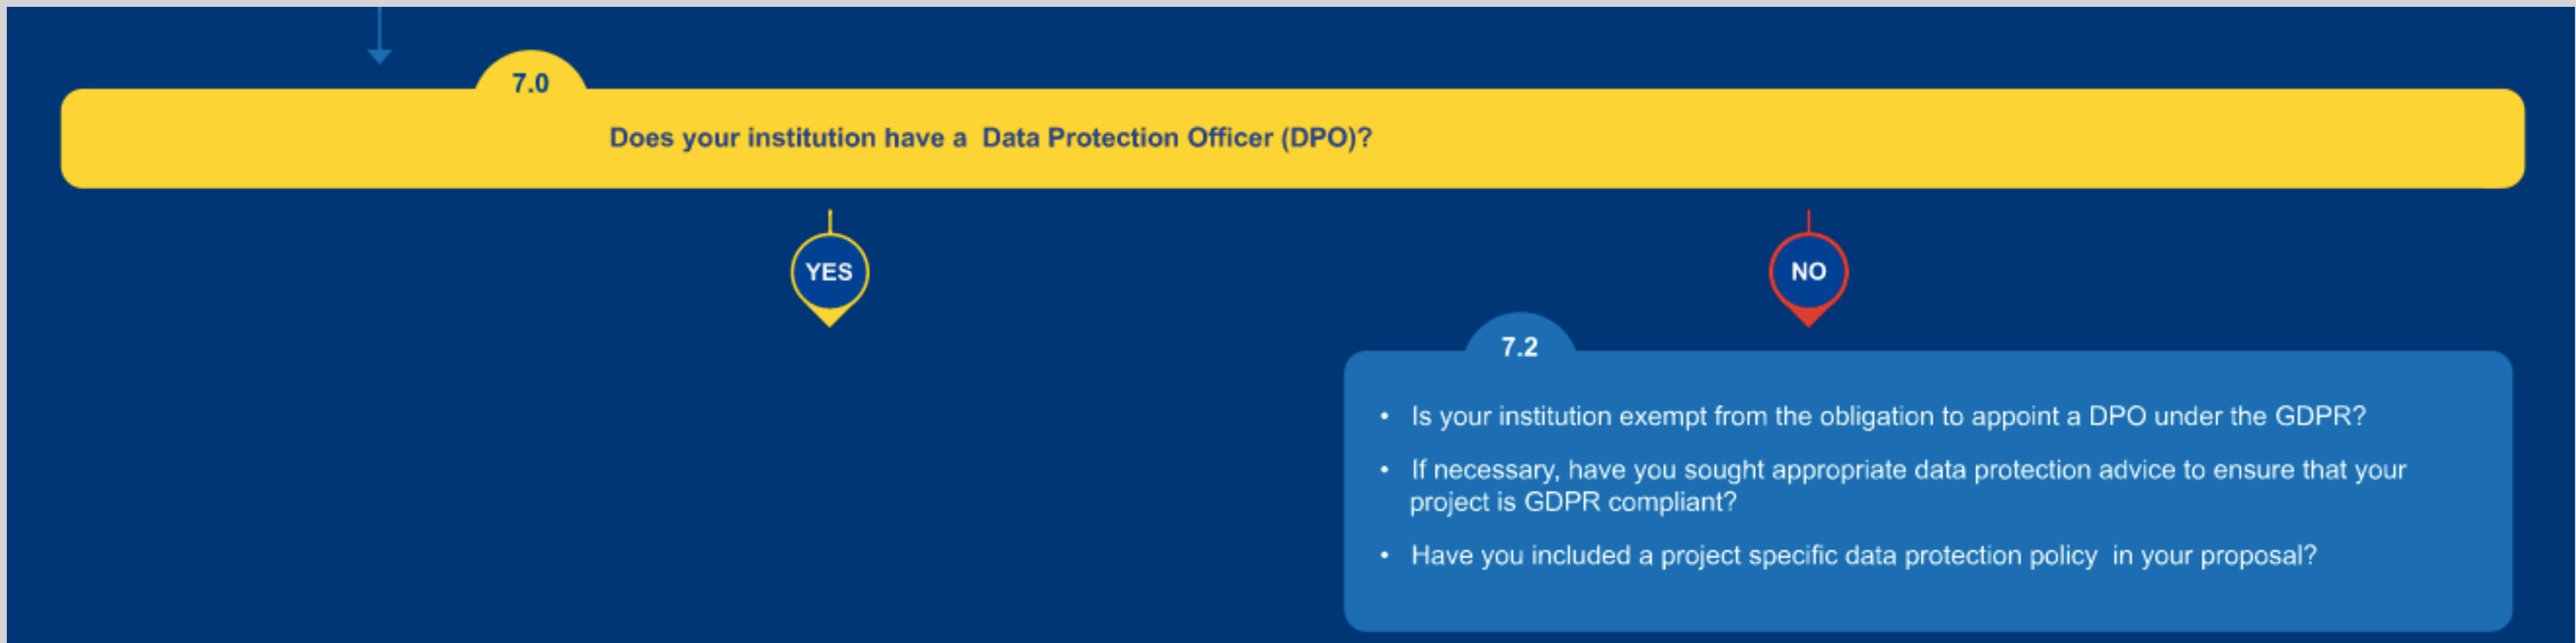 7.0
Does your institution have a  Data Protection Officer (DPO)?
YES
NO
7.2
• Is your institution exempt from the obligation to appoint a DPO under the GDPR?
• If necessary, have you sought appropriate data protection advice to ensure that your
project is GDPR compliant?
• Have you included a project specific data protection policy  in your proposal?